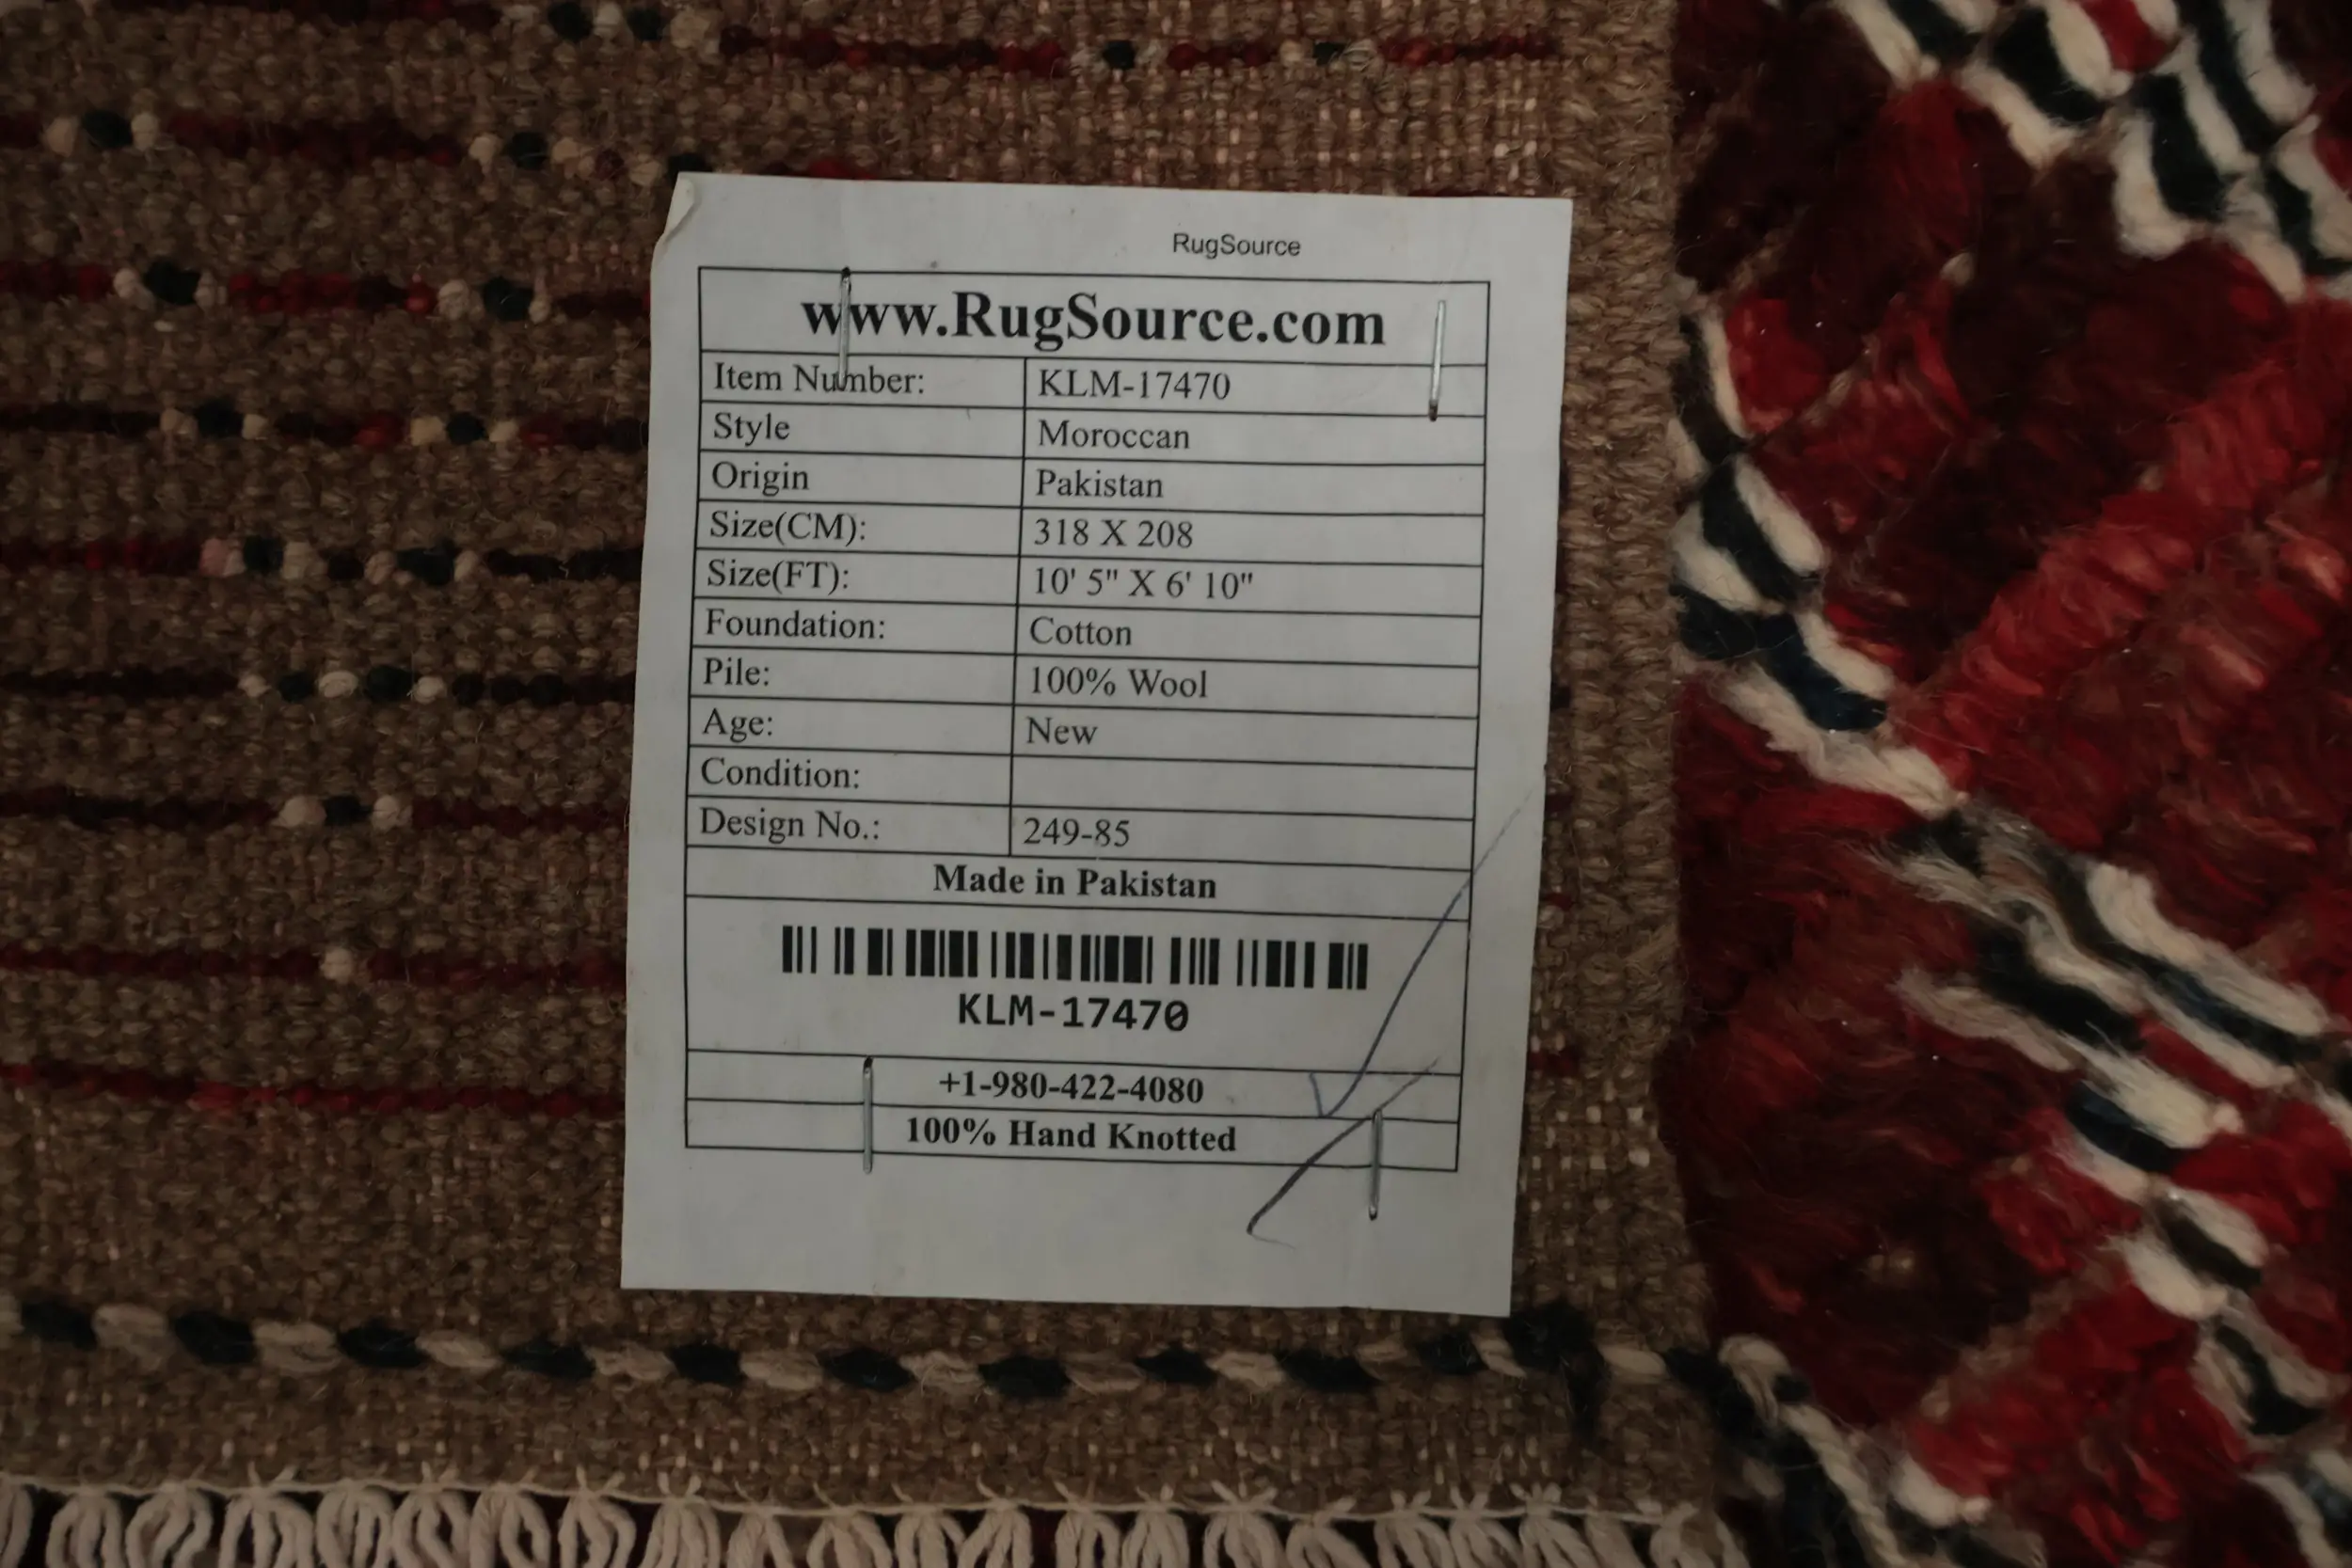 RugSource
www.RugSource.com
Item Number: KLM-17470
Style Moroccan
Origin Pakistan
Size(CM): 318 X 208
Size(FT): 10' 5" X 6' 10"
Foundation: Cotton
Pile: 100% Wool
Age: New
Condition:
Design No.: 249-85
Made in Pakistan
KLM-17470
+1-980-422-4080
100% Hand Knotted